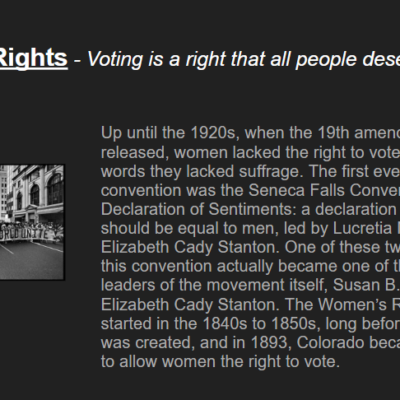 Rights - Voting is a right that all people dese
Up until the 1920s, when the 19th amend
released, women lacked the right to vote
words they lacked suffrage. The first eve
convention was the Seneca Falls Conver
Declaration of Sentiments: a declaration
should be equal to men, led by Lucretia
Elizabeth Cady Stanton. One of these tw
this convention actually became one of t
leaders of the movement itself, Susan B.
Elizabeth Cady Stanton. The Women's R
started in the 1840s to 1850s, long befor
was created, and in 1893, Colorado beca
to allow women the right to vote.